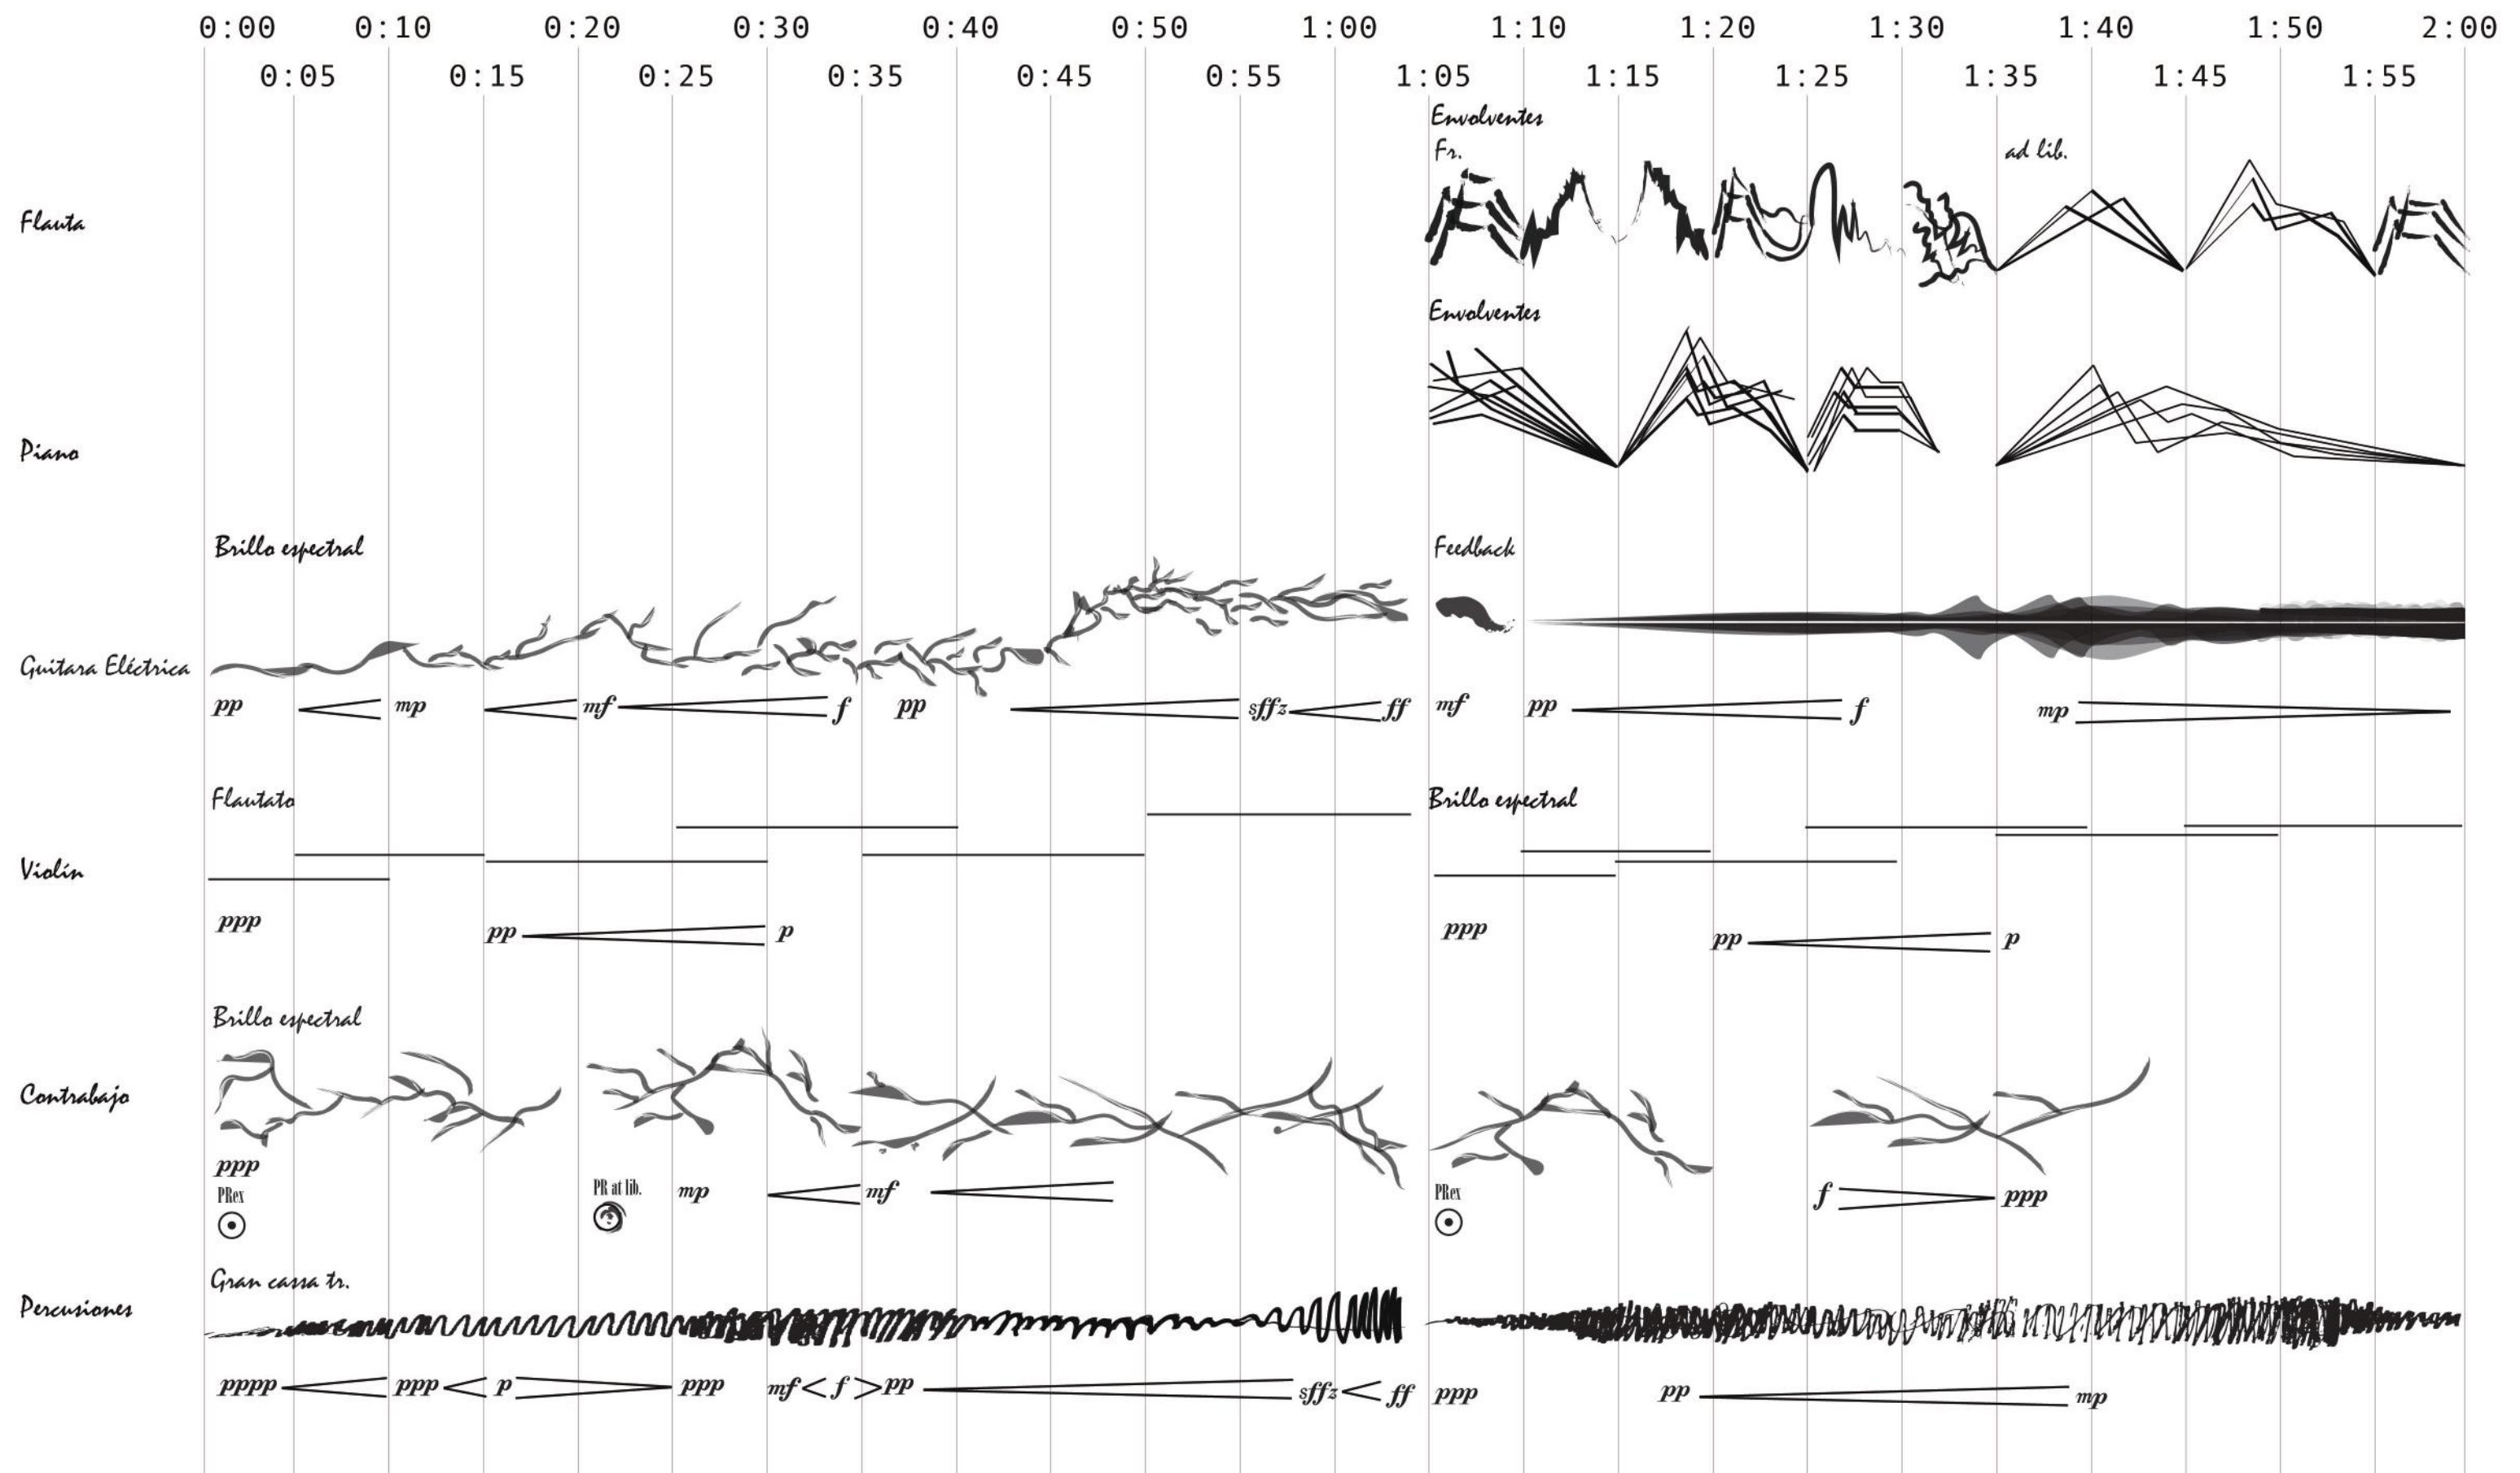 0:00 0:10 0:20 0:30 0:40 0:50 1:00 1:10 1:20 1:30 1:40 1:50 2:00
0:05 0:15 0:25 0:35 0:45 0:55 1:05 1:15 1:25 1:35 1:45 1:55
Envolventes
Fr. ad lib.
Flauta
Envolventes
Piano
Brillo espectral Feedback
Guitara Eléctrica
pp mp mf f pp sffz ff mf pp f mp
Flautato Brillo espectral
Violín
ppp pp p ppp pp p
Brillo espectral
Contrabajo
ppp
PRex PR at lib. mp mf PRex f ppp
Gran cassa tr.
Percusiones
pppp ppp p ppp mf f pp sffz ff ppp pp mp